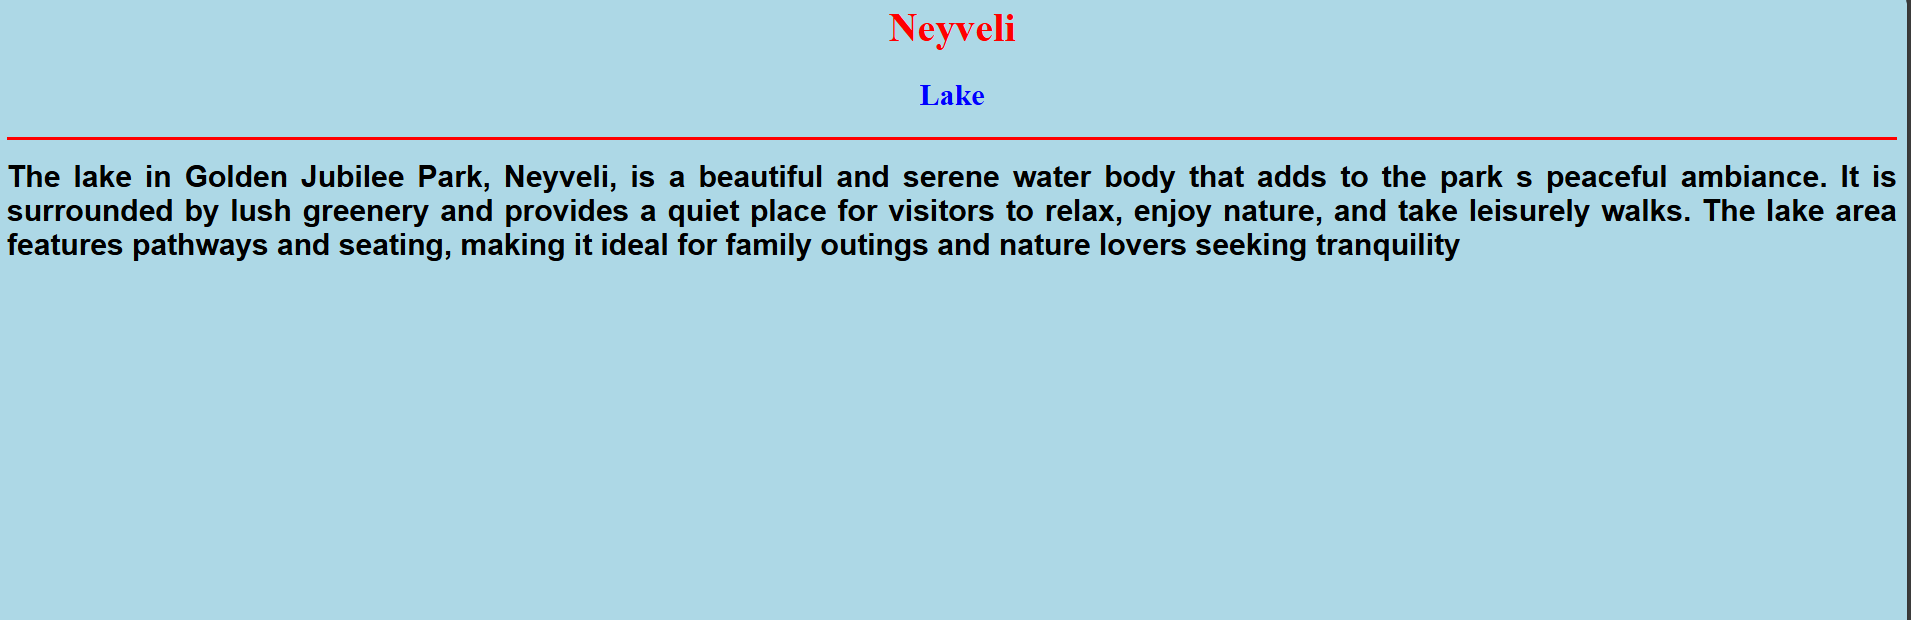 Neyveli
Lake
The lake in Golden Jubilee Park, Neyveli, is a beautiful and serene water body that adds to the park s peaceful ambiance. It is
surrounded by lush greenery and provides a quiet place for visitors to relax, enjoy nature, and take leisurely walks. The lake area
features pathways and seating, making it ideal for family outings and nature lovers seeking tranquility